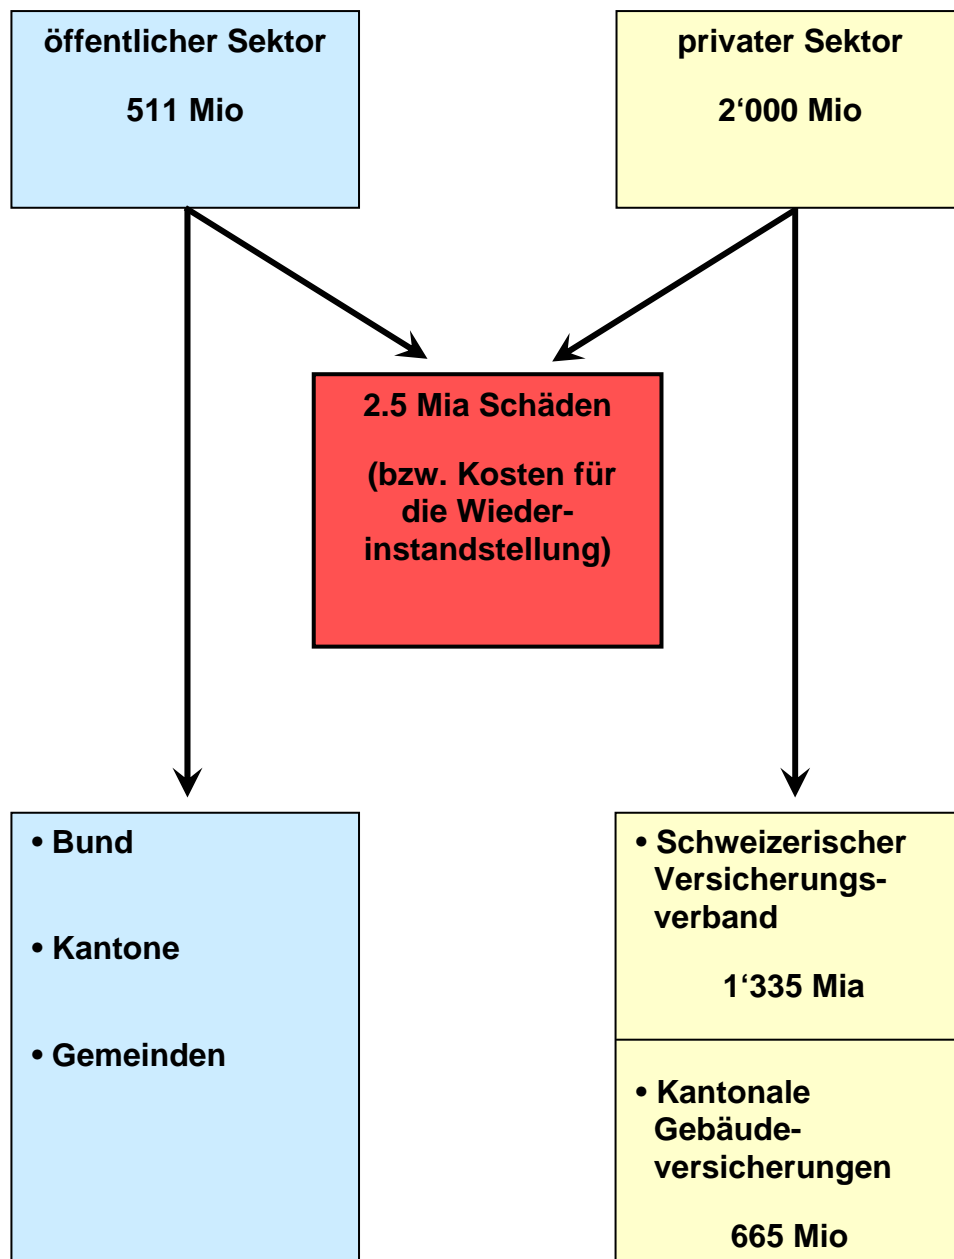 öffentlicher Sektor
511 Mio
privater Sektor
2‘000 Mio
2.5 Mia Schäden
(bzw. Kosten für
die Wieder-
instandstellung)
• Bund
• Kantone
• Gemeinden
• Schweizerischer
Versicherungs-
verband
1‘335 Mia
• Kantonale
Gebäude-
versicherungen
665 Mio